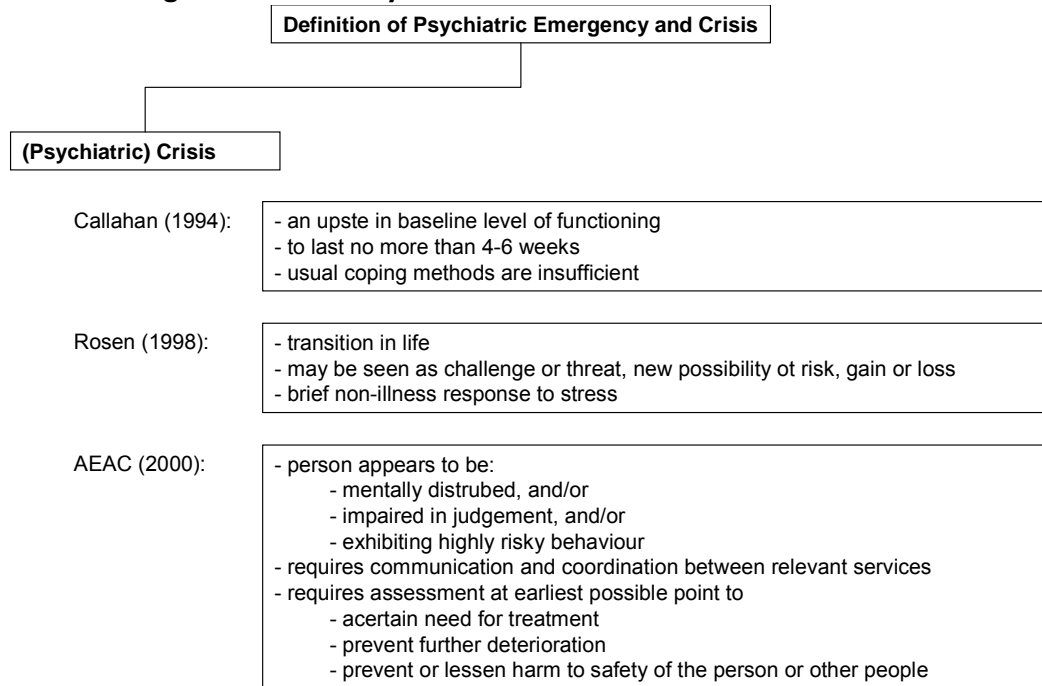 Definition of Psychiatric Emergency and Crisis
(Psychiatric) Crisis
Callahan (1994):
- an upste in baseline level of functioning
- to last no more than 4-6 weeks
- usual coping methods are insufficient
Rosen (1998):
- transition in life
- may be seen as challenge or threat, new possibility ot risk, gain or loss
- brief non-illness response to stress
AEAC (2000):
- person appears to be:
- mentally distrubed, and/or
- impaired in judgement, and/or
- exhibiting highly risky behaviour
- requires communication and coordination between relevant services
- requires assessment at earliest possible point to
- acertain need for treatment
- prevent further deterioration
- prevent or lessen harm to safety of the person or other people